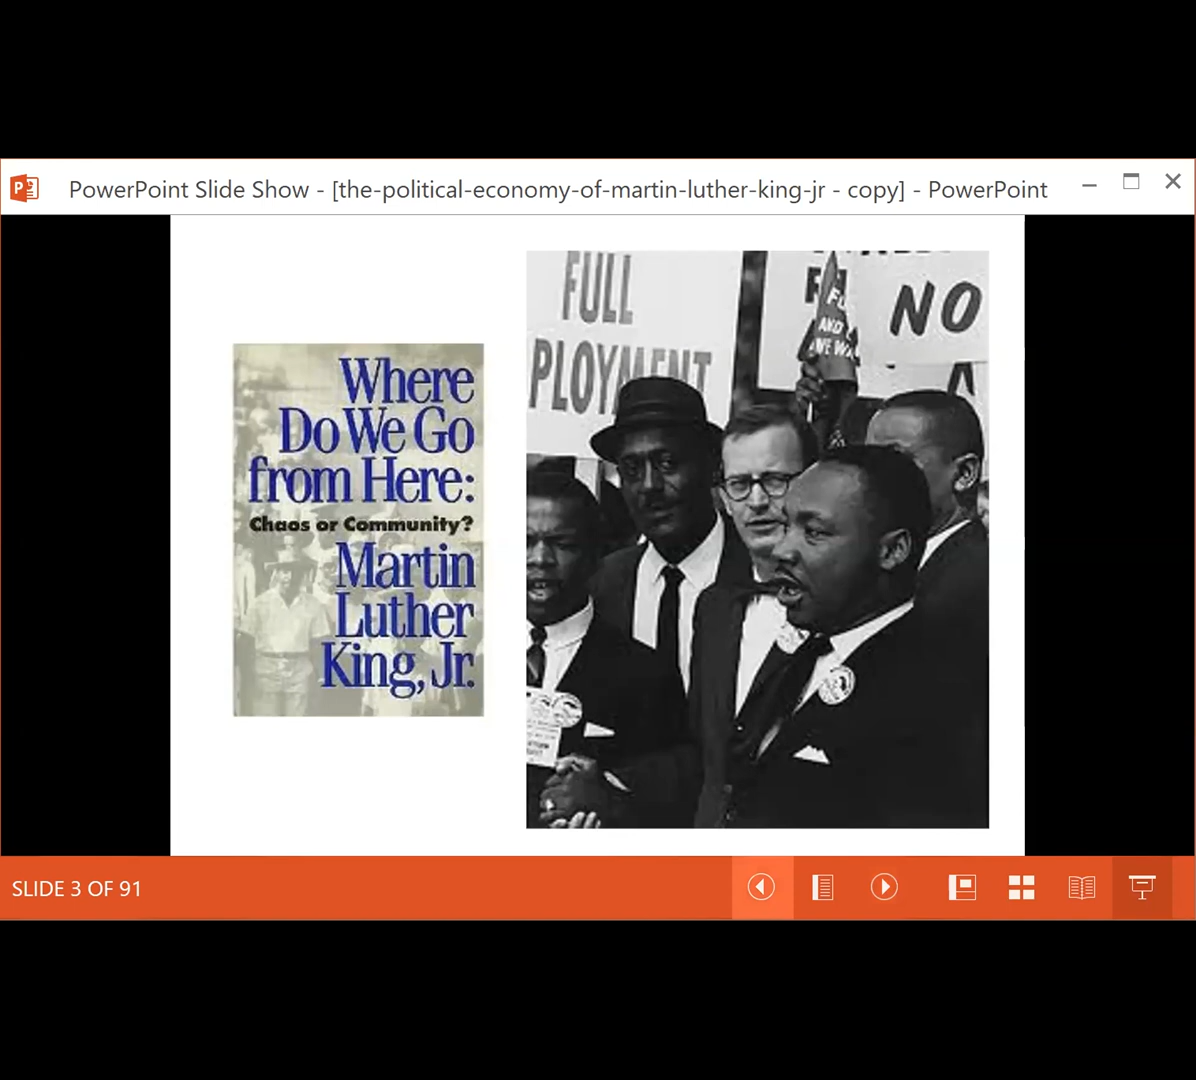 PowerPoint Slide Show - [the-political-economy-of-martin-luther-king-jr - copy] - PowerPoint
Where
Do We Go
from Here:
Chaos or Community?
Martin
Luther
King, Jr.
FULL
PLOYMENT
NO
AND
SLIDE 3 OF 91